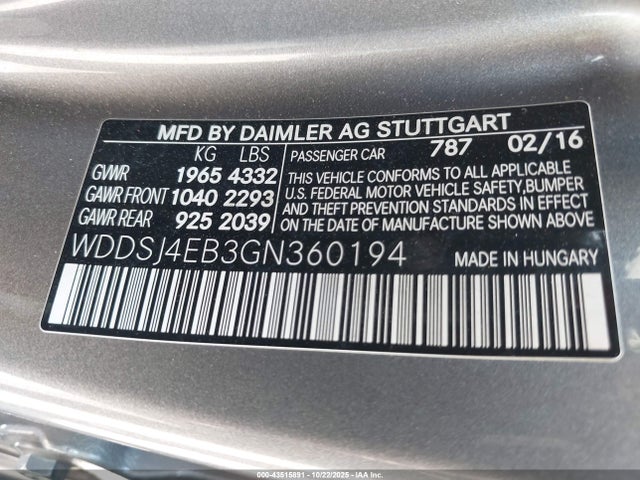 MFD BY DAIMLER AG STUTTGART
KG LBS
GVWR 1965 4332
GAWR FRONT 1040 2293
GAWR REAR 925 2039
PASSENGER CAR 787 02/16
THIS VEHICLE CONFORMS TO ALL APPLICABLE
U.S. FEDERAL MOTOR VEHICLE SAFETY,BUMPER
AND THEFT PREVENTION STANDARDS IN EFFECT
ON THE DATE OF MANUFACTURE SHOWN ABOVE.
WDDSJ4EB3GN360194 MADE IN HUNGARY
000-43515891 - 10/22/2025 - IAA Inc.